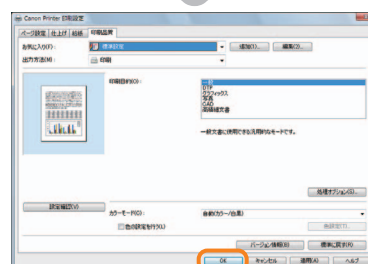 Canon Printer 印刷設定
ページ設定 仕上げ 給紙 印刷品質
お気に入り(F): 標準設定 追加(1)... 編集(2)...
出力方法(M): 印刷
印刷目的(O):
一般
DTP
グラフィックス
写真
CAD
高精細文書
一般文書に使用できる汎用的なモードです。
処理オプション(G)...
設定確認(V)
カラーモード(C): 自動(カラー/白黒)
色の設定を行う(L)
バージョン情報(B) 標準に戻す(R)
OK キャンセル 適用(A) ヘルプ